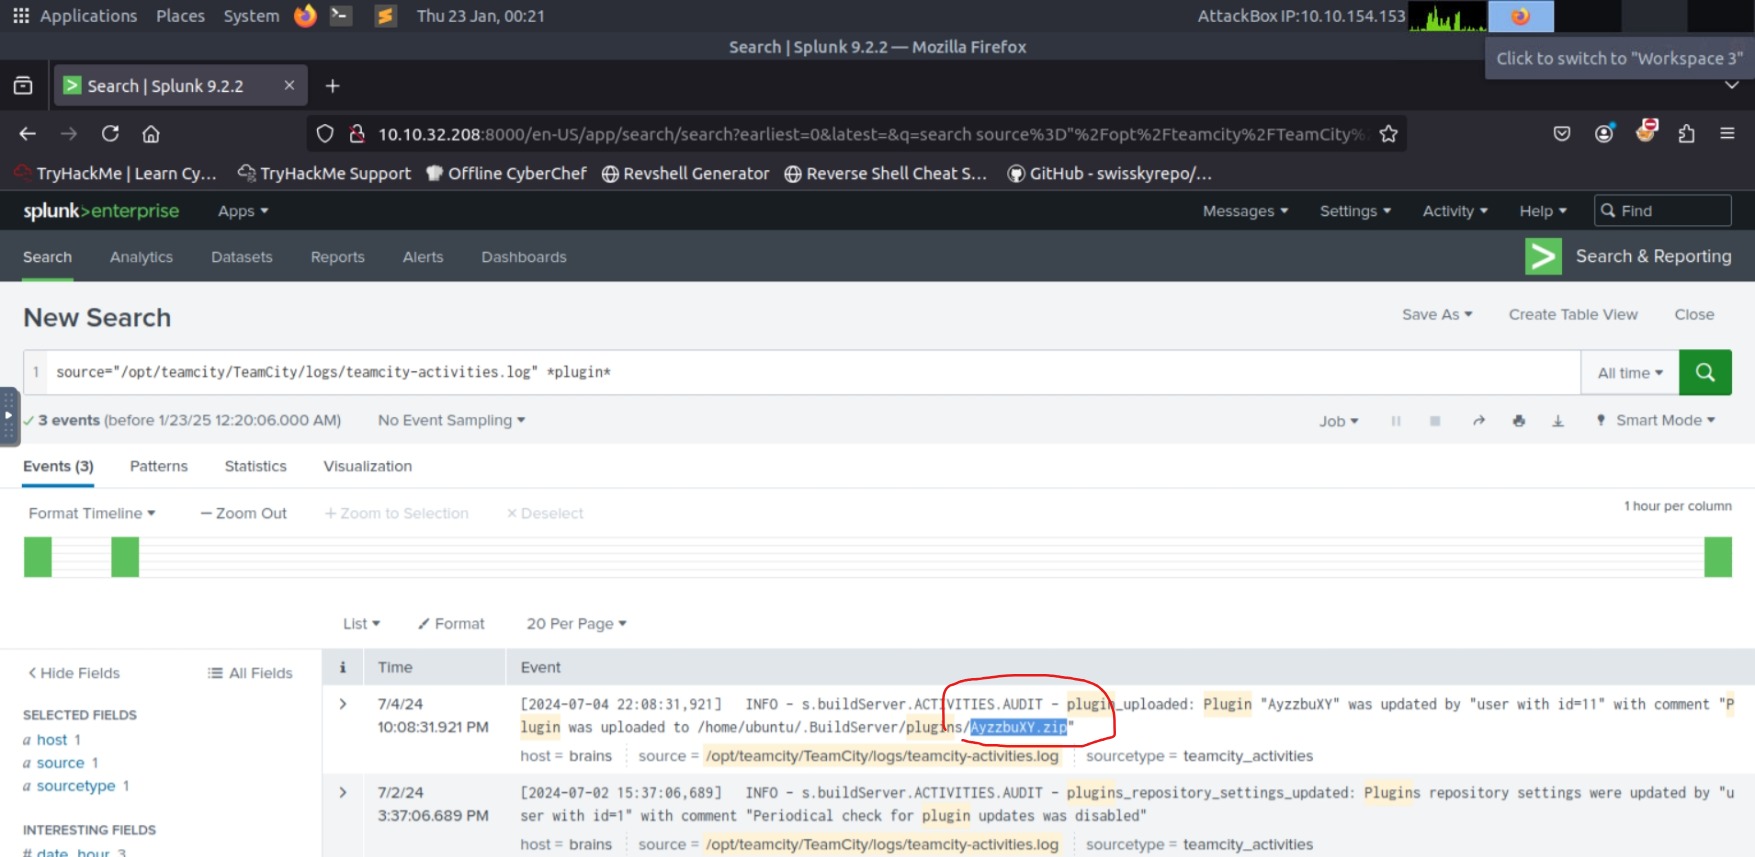 Applications Places System Thu 23 Jan, 00:21 AttackBox IP:10.10.154.153
Search | Splunk 9.2.2 — Mozilla Firefox
Click to switch to "Workspace 3"
Search | Splunk 9.2.2
10.10.32.208:8000/en-US/app/search/search?earliest=0&latest=&q=search source%3D"%2Fopt%2Fteamcity%2FTeamCity%
TryHackMe | Learn Cy... TryHackMe Support Offline CyberChef Revshell Generator Reverse Shell Cheat S... GitHub - swisskyrepo/...
splunk>enterprise Apps Messages Settings Activity Help Find
Search Analytics Datasets Reports Alerts Dashboards Search & Reporting
New Search Save As Create Table View Close
1 source="/opt/teamcity/TeamCity/logs/teamcity-activities.log" *plugin* All time
3 events (before 1/23/25 12:20:06.000 AM) No Event Sampling Job Smart Mode
Events (3) Patterns Statistics Visualization
Format Timeline — Zoom Out + Zoom to Selection × Deselect 1 hour per column
List Format 20 Per Page
< Hide Fields All Fields i Time Event
SELECTED FIELDS
a host 1
a source 1
a sourcetype 1
INTERESTING FIELDS
# date_hour 3
> 7/4/24 [2024-07-04 22:08:31,921] INFO - s.buildServer.ACTIVITIES.AUDIT - plugin_uploaded: Plugin "AyzzbuXY" was updated by "user with id=11" with comment "P
10:08:31.921 PM lugin was uploaded to /home/ubuntu/.BuildServer/plugins/AyzzbuXY.zip"
host = brains source = /opt/teamcity/TeamCity/logs/teamcity-activities.log sourcetype = teamcity_activities
> 7/2/24 [2024-07-02 15:37:06,689] INFO - s.buildServer.ACTIVITIES.AUDIT - plugins_repository_settings_updated: Plugins repository settings were updated by "u
3:37:06.689 PM ser with id=1" with comment "Periodical check for plugin updates was disabled"
host = brains source = /opt/teamcity/TeamCity/logs/teamcity-activities.log sourcetype = teamcity_activities